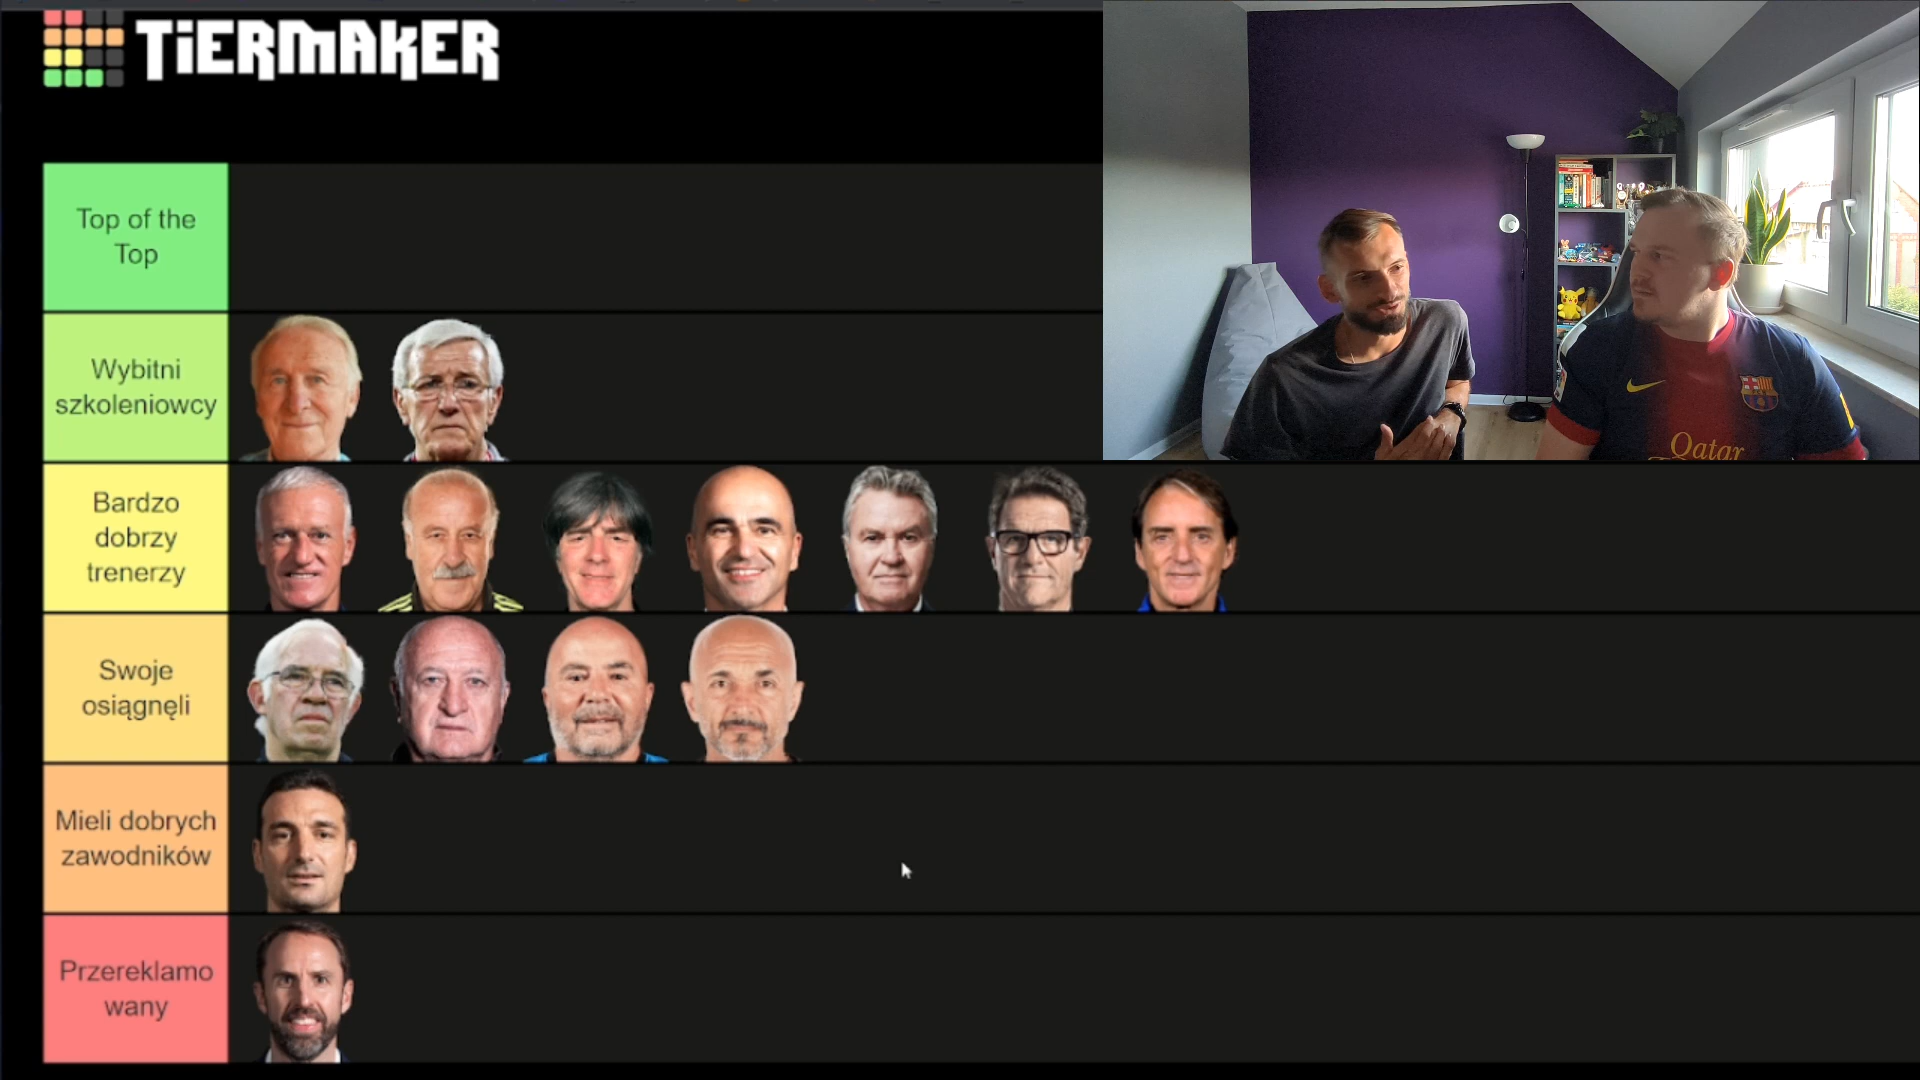 TiERMAKER
Top of the
Top
Wybitni
szkoleniowcy
Bardzo
dobrzy
trenerzy
Swoje
osiągnęli
Mieli dobrych
zawodników
Przereklamo
wany
Qatar